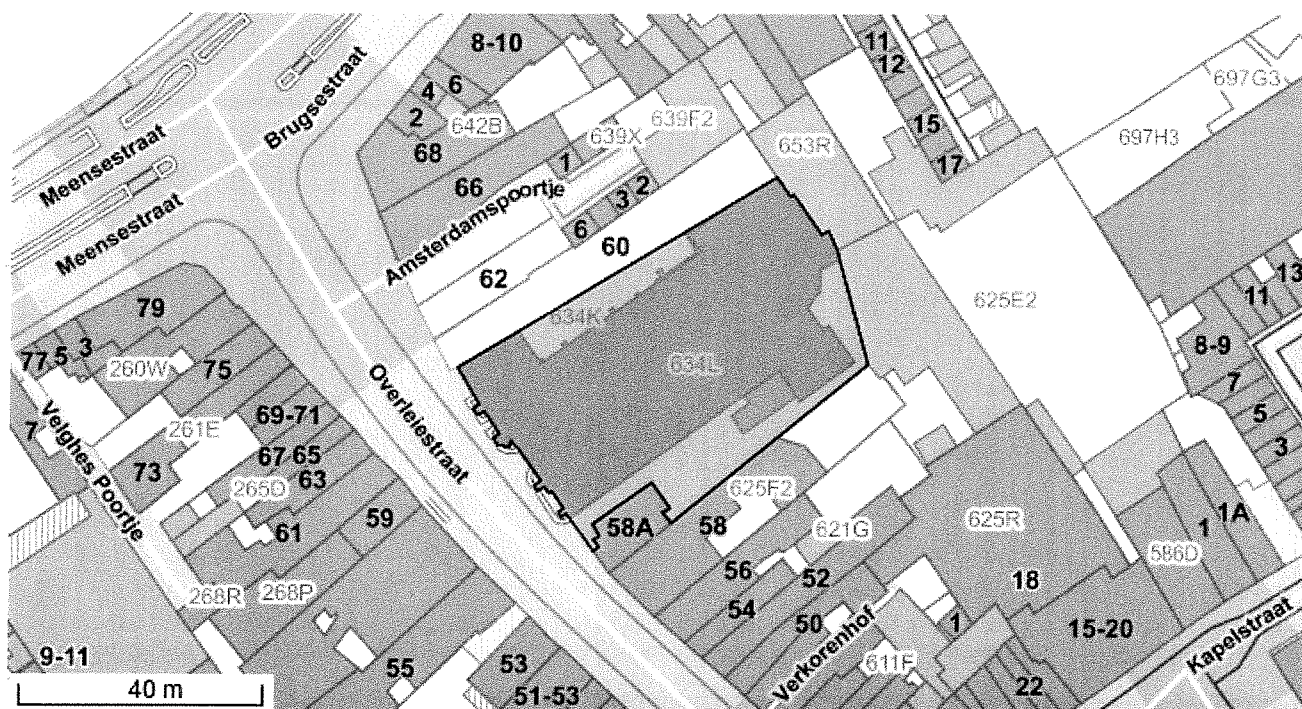 8-10
11
12
697G3
Brugsestraat
4
6
2
642B
639F2
639X
15
697H3
Meensestraat
68
653R
17
1
66
3
2
Meensestraat
Amsterdamspoortje
6
60
62
13
625E2
11
79
634K
8-9
77
5
3
260W
75
634L
7
Overleiestraat
69-71
5
7
261E
67
65
3
73
63
265D
625F2
Velghes Poortje
59
58A
58
625R
1A
61
621G
1
56
52
586D
268R
268P
54
18
50
1
15-20
Verkorenhof
Kapelstraat
9-11
55
53
611F
40 m
51-53
22